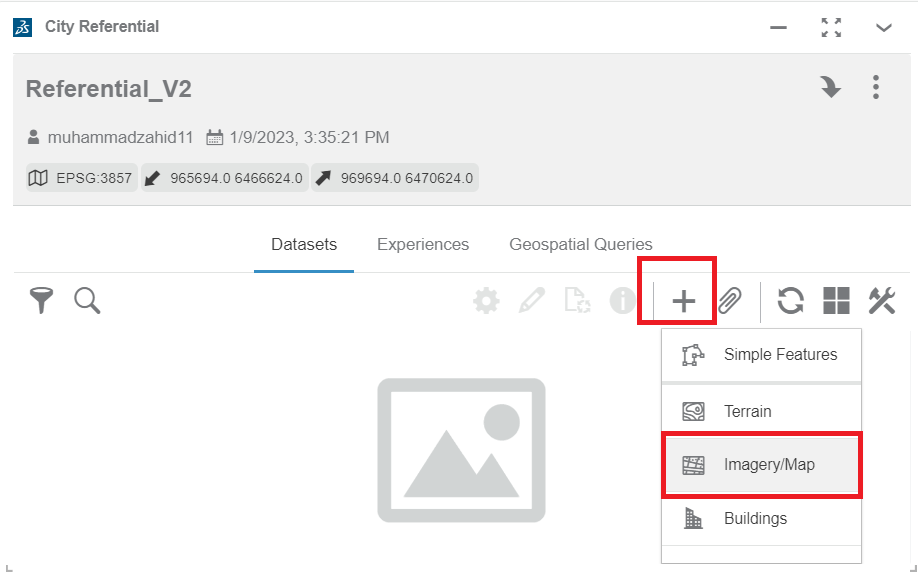 City Referential
Referential_V2
muhammadzahid11 1/9/2023, 3:35:21 PM
EPSG:3857 965694.0 6466624.0 969694.0 6470624.0
Datasets Experiences Geospatial Queries
Simple Features
Terrain
Imagery/Map
Buildings